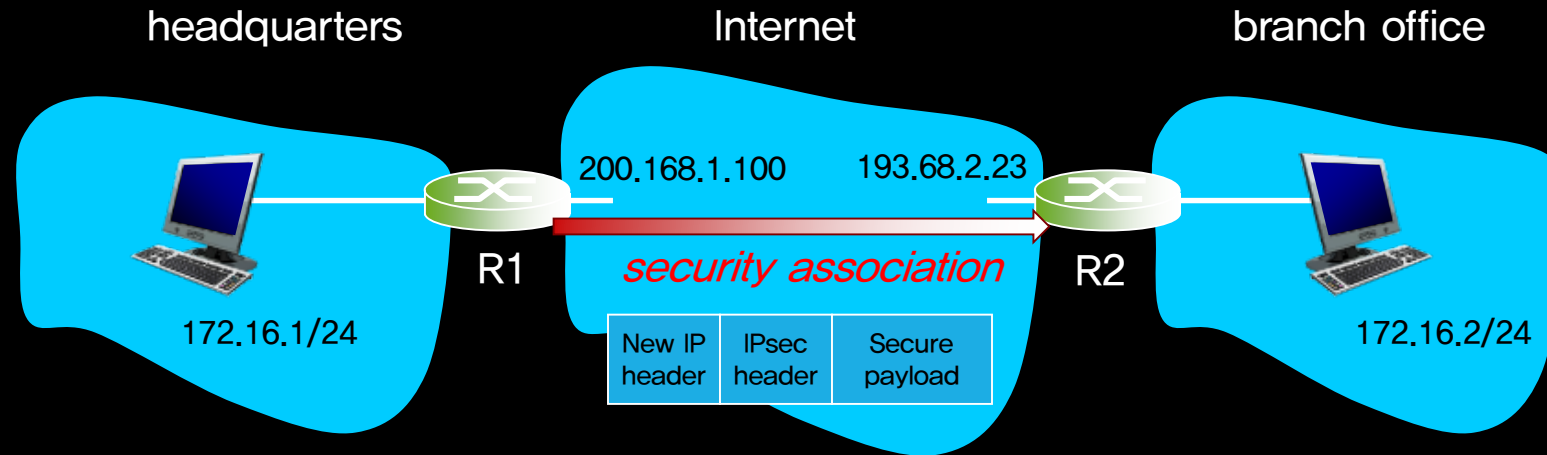 headquarters
Internet
branch office
200.168.1.100
193.68.2.23
R1
security association
R2
172.16.1/24
172.16.2/24
New IP
header
IPsec
header
Secure
payload